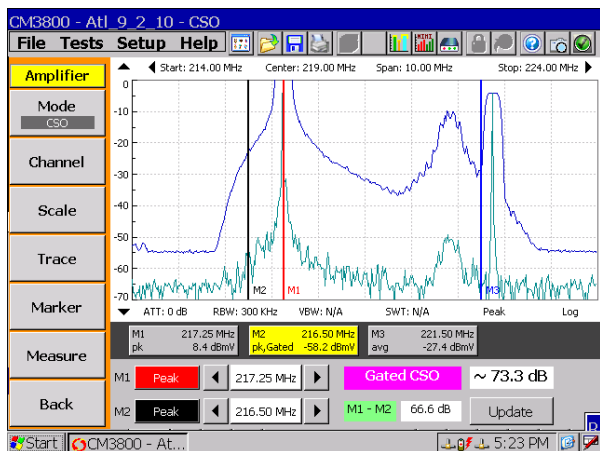 CM3800 - Atl_9_2_10 - CSO
File Tests Setup Help
MINI
Amplifier
Mode
CSO
Channel
Scale
Trace
Marker
Measure
Back
Start: 214.00 MHz Center: 219.00 MHz Span: 10.00 MHz Stop: 224.00 MHz
0
-10
-20
-30
-40
-50
-60
-70
M2 M1 M3
ATT: 0 dB RBW: 300 KHz VBW: N/A SWT: N/A Peak Log
M1 217.25 MHz
pk 8.4 dBmV
M2 216.50 MHz
pk,Gated -58.2 dBmV
M3 221.50 MHz
avg -27.4 dBmV
M1 Peak 217.25 MHz Gated CSO ~ 73.3 dB
M2 Peak 216.50 MHz M1 - M2 66.6 dB Update
D
Start CM3800 - At... 5:23 PM